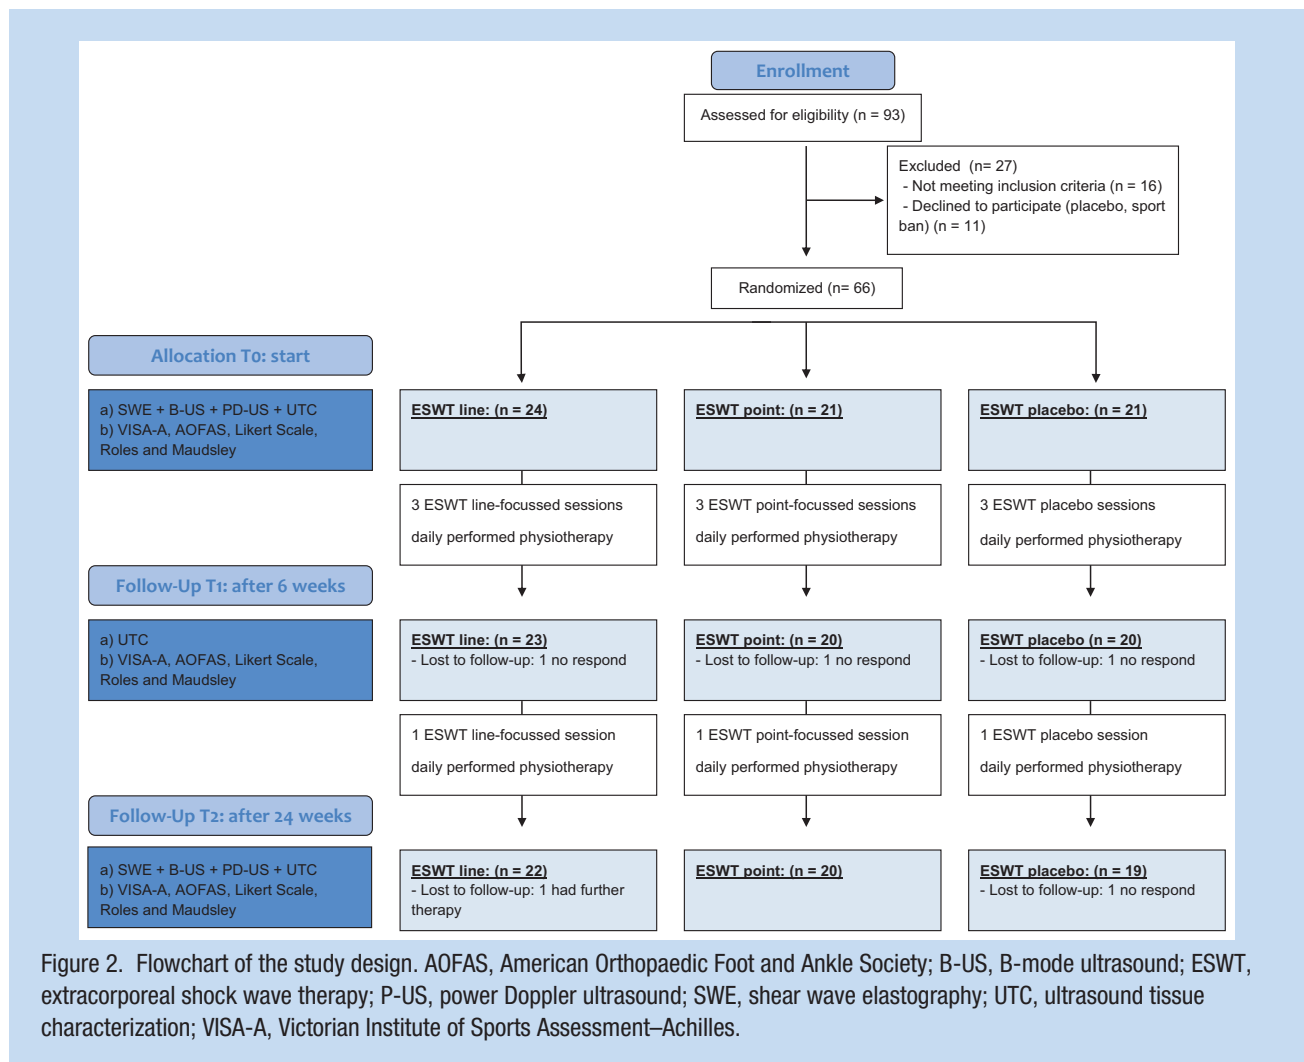 Enrollment
Assessed for eligibility (n = 93)
Excluded (n= 27)
- Not meeting inclusion criteria (n = 16)
- Declined to participate (placebo, sport
ban) (n = 11)
Randomized (n= 66)
Allocation T0: start
a) SWE + B-US + PD-US + UTC
b) VISA-A, AOFAS, Likert Scale,
Roles and Maudsley
ESWT line: (n = 24)
ESWT point: (n = 21)
ESWT placebo: (n = 21)
3 ESWT line-focussed sessions
daily performed physiotherapy
3 ESWT point-focussed sessions
daily performed physiotherapy
3 ESWT placebo sessions
daily performed physiotherapy
Follow-Up T1: after 6 weeks
a) UTC
b) VISA-A, AOFAS, Likert Scale,
Roles and Maudsley
ESWT line: (n = 23)
- Lost to follow-up: 1 no respond
ESWT point: (n = 20)
- Lost to follow-up: 1 no respond
ESWT placebo (n = 20)
- Lost to follow-up: 1 no respond
1 ESWT line-focussed session
daily performed physiotherapy
1 ESWT point-focussed session
daily performed physiotherapy
1 ESWT placebo session
daily performed physiotherapy
Follow-Up T2: after 24 weeks
a) SWE + B-US + PD-US + UTC
b) VISA-A, AOFAS, Likert Scale,
Roles and Maudsley
ESWT line: (n = 22)
- Lost to follow-up: 1 had further
therapy
ESWT point: (n = 20)
ESWT placebo: (n = 19)
- Lost to follow-up: 1 no respond
Figure 2. Flowchart of the study design. AOFAS, American Orthopaedic Foot and Ankle Society; B-US, B-mode ultrasound; ESWT,
extracorporeal shock wave therapy; P-US, power Doppler ultrasound; SWE, shear wave elastography; UTC, ultrasound tissue
characterization; VISA-A, Victorian Institute of Sports Assessment–Achilles.